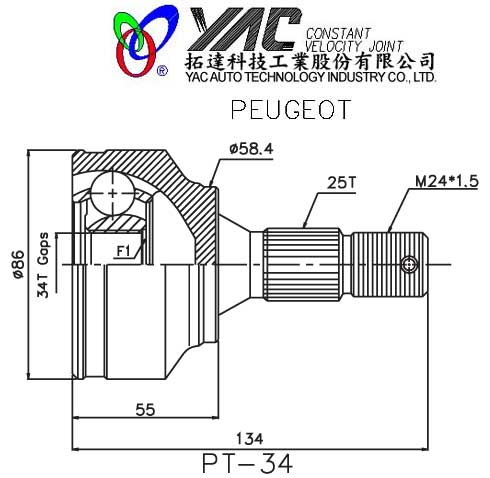 YAC CONSTANT
VELOCITY JOINT
®
拓達科技工業股份有限公司
YAC AUTO TECHNOLOGY INDUSTRY CO., LTD.
PEUGEOT
ø58.4
25T
M24*1.5
ø86
34T Gaps
F1
55
134
PT-34